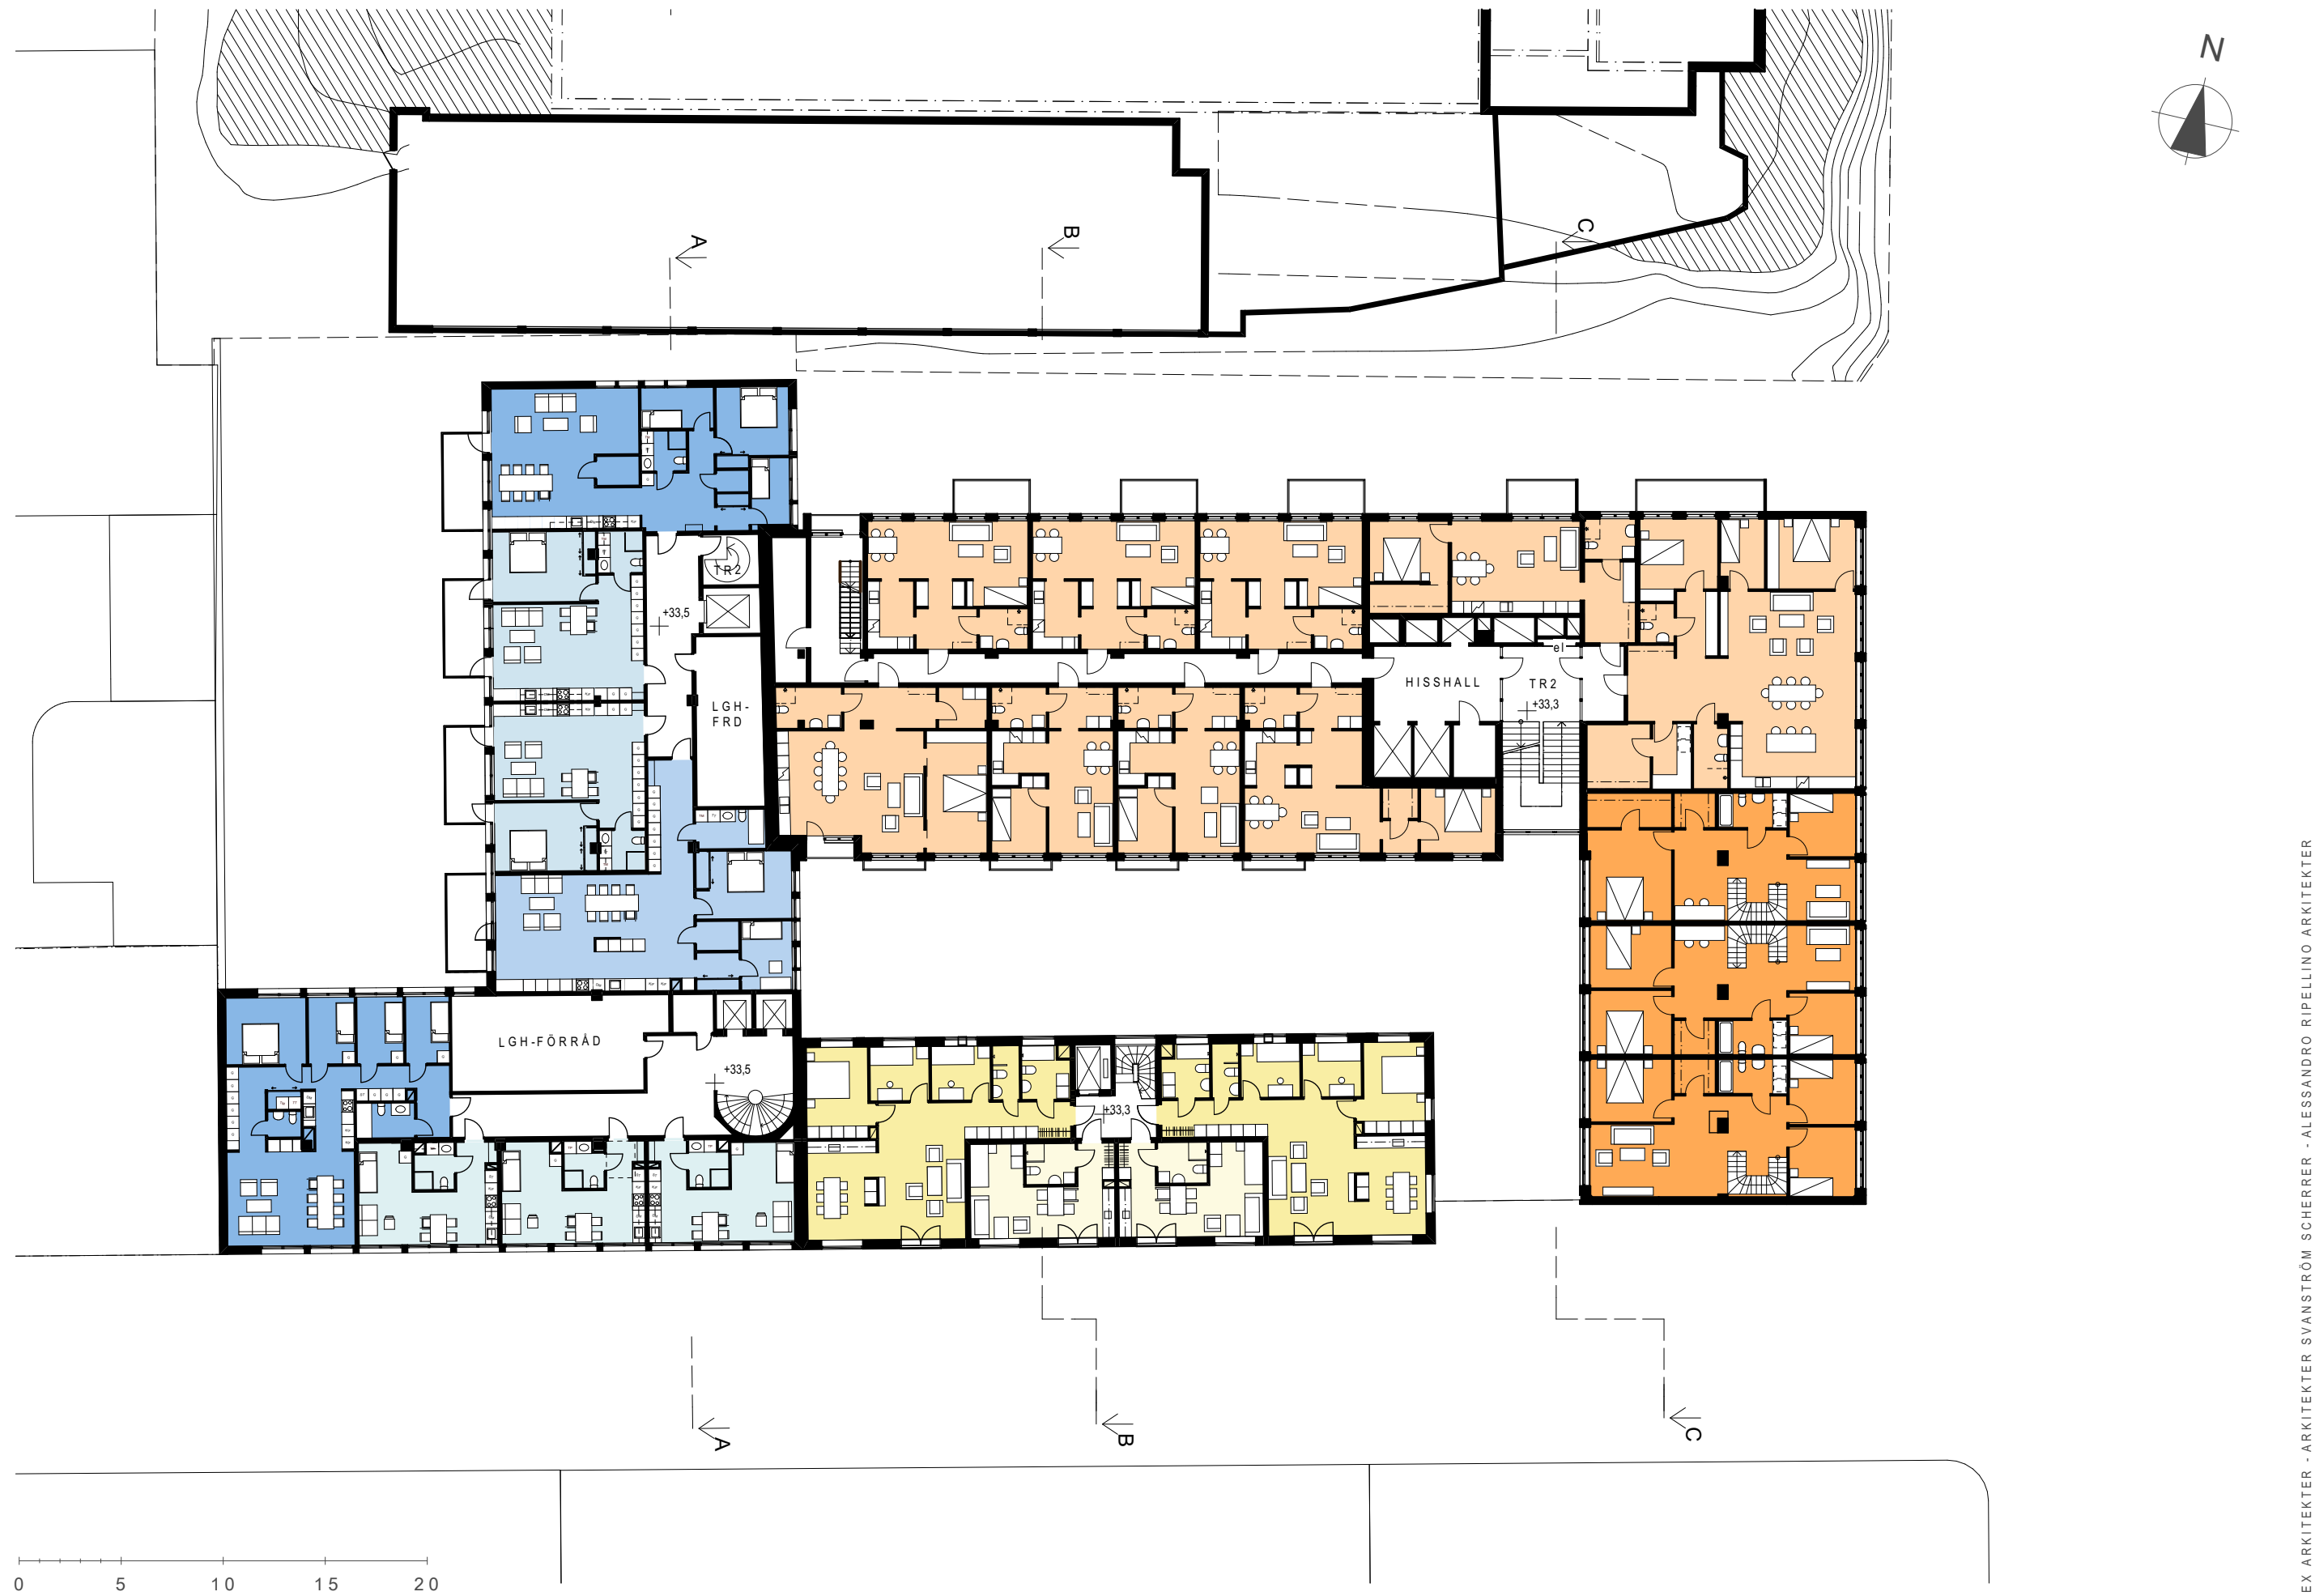 N
A
B
C
TR2
+33,5
LGH-
FRD
el
HISSHALL
TR2
+33,3
LGH-FÖRRÅD
+33,5
+33,3
A
B
C
0 5 10 15 20
EX ARKITEKTER - ARKITEKTER SVANSTRÖM SCHERRER - ALESSANDRO RIPELLINO ARKITEKTER